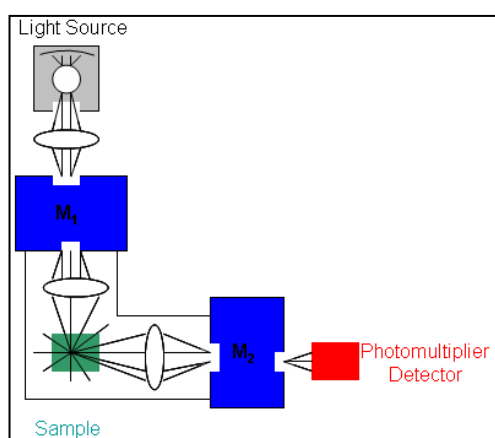 Light Source
M₁
M₂
Photomultiplier
Detector
Sample